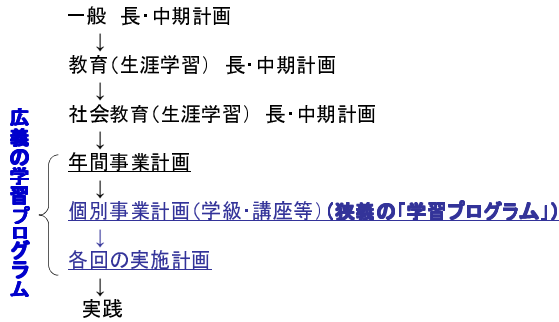 一般　長・中期計画
↓
教育（生涯学習）　長・中期計画
↓
社会教育（生涯学習）　長・中期計画
↓
年間事業計画
↓
個別事業計画（学級・講座等）（狭義の「学習プログラム」）
↓
各回の実施計画
↓
実践
広義の学習プログラム